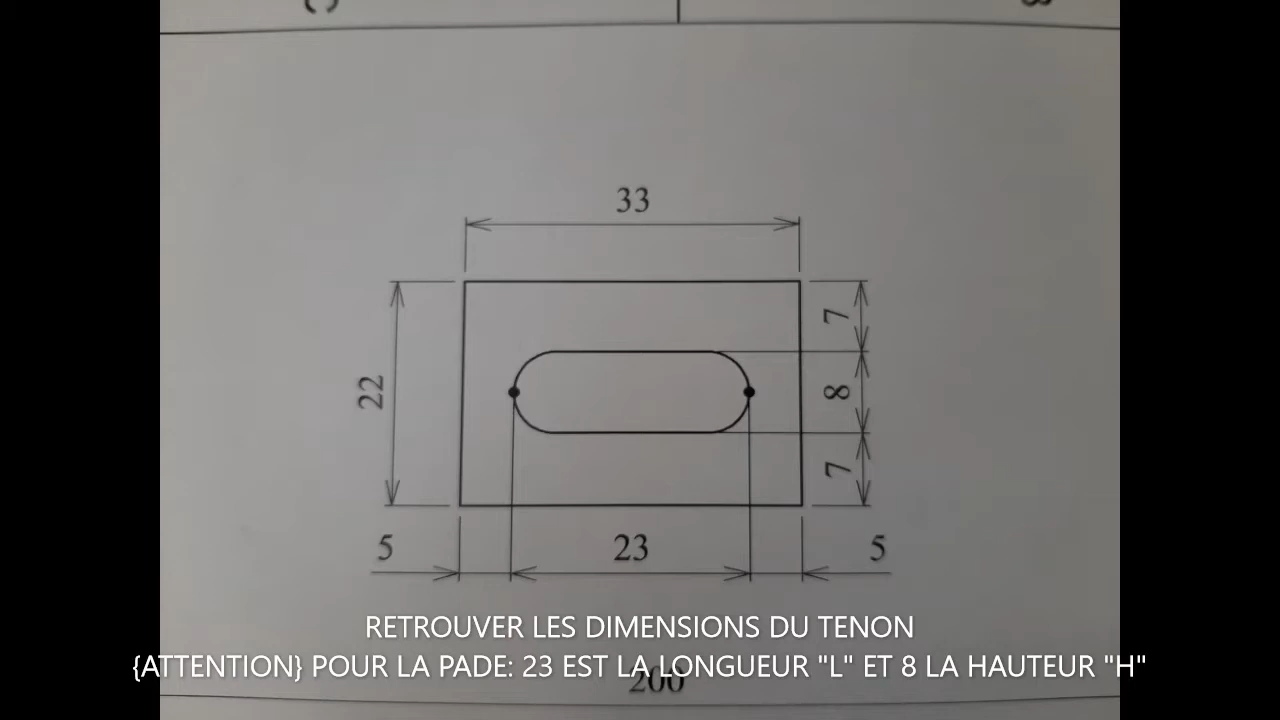 33
7
22
8
7
5 23 5
RETROUVER LES DIMENSIONS DU TENON
{ATTENTION} POUR LA PADE: 23 EST LA LONGUEUR "L" ET 8 LA HAUTEUR "H"
200